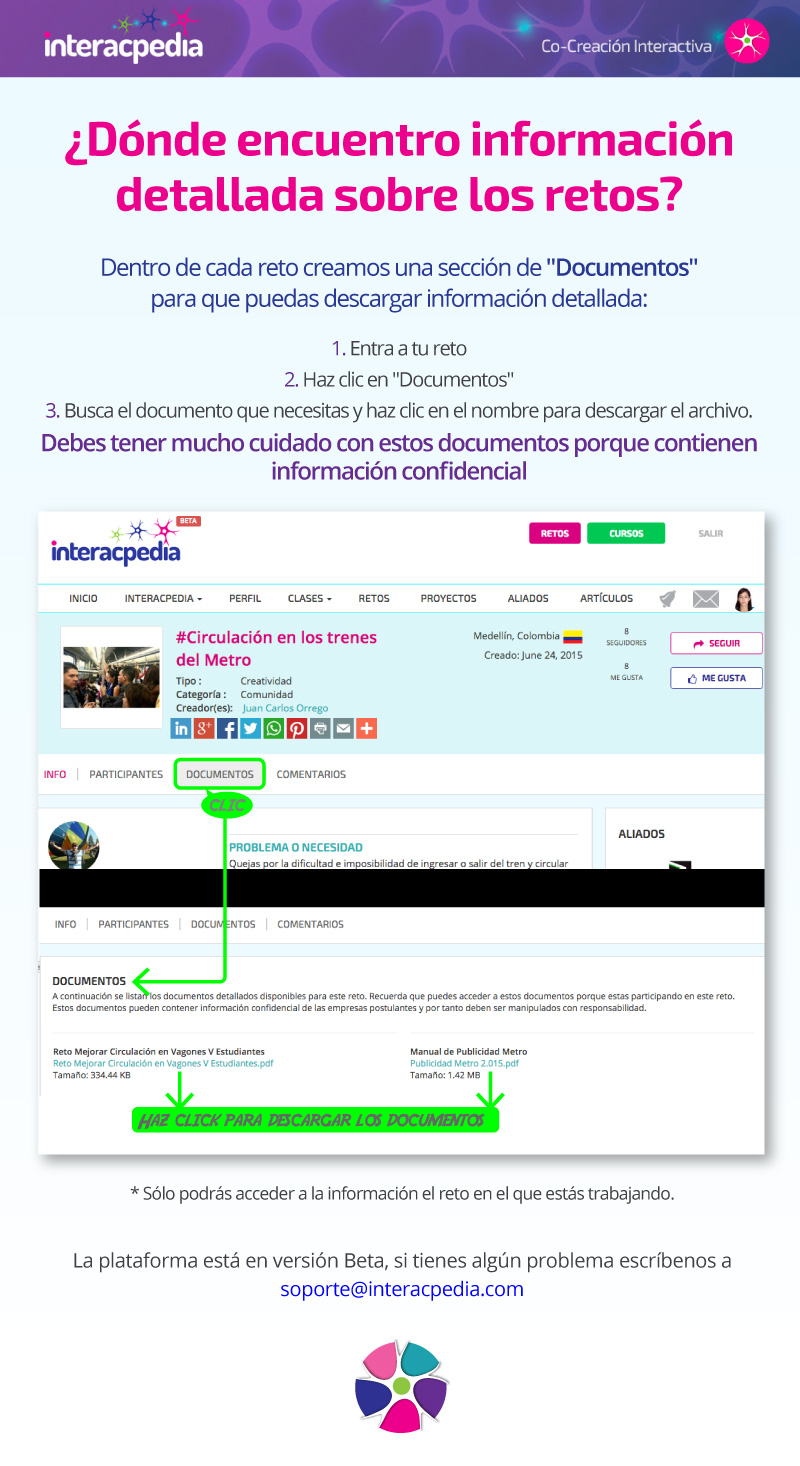 interacpedia
Co-Creación Interactiva
¿Dónde encuentro información
detallada sobre los retos?
Dentro de cada reto creamos una sección de "Documentos"
para que puedas descargar información detallada:
1. Entra a tu reto
2. Haz clic en "Documentos"
3. Busca el documento que necesitas y haz clic en el nombre para descargar el archivo.
Debes tener mucho cuidado con estos documentos porque contienen
información confidencial
BETA
interacpedia
RETOS
CURSOS
SALIR
INICIO
INTERACPEDIA
PERFIL
CLASES
RETOS
PROYECTOS
ALIADOS
ARTÍCULOS
#Circulación en los trenes
del Metro
Tipo : Creatividad
Categoría : Comunidad
Creador(es): Juan Carlos Orrego
Medellín, Colombia
Creado: June 24, 2015
8
SEGUIDORES
8
ME GUSTA
SEGUIR
ME GUSTA
INFO
PARTICIPANTES
DOCUMENTOS
COMENTARIOS
CLIC
PROBLEMA O NECESIDAD
Quejas por la dificultad e imposibilidad de ingresar o salir del tren y circular
ALIADOS
INFO
PARTICIPANTES
DOCUMENTOS
COMENTARIOS
DOCUMENTOS
A continuación se listan los documentos detallados disponibles para este reto. Recuerda que puedes acceder a estos documentos porque estas participando en este reto.
Estos documentos pueden contener información confidencial de las empresas postulantes y por tanto deben ser manipulados con responsabilidad.
Reto Mejorar Circulación en Vagones V Estudiantes
Reto Mejorar Circulación en Vagones V Estudiantes.pdf
Tamaño: 334.44 KB
Manual de Publicidad Metro
Publicidad Metro 2.015.pdf
Tamaño: 1.42 MB
HAZ CLICK PARA DESCARGAR LOS DOCUMENTOS
* Sólo podrás acceder a la información el reto en el que estás trabajando.
La plataforma está en versión Beta, si tienes algún problema escríbenos a
soporte@interacpedia.com